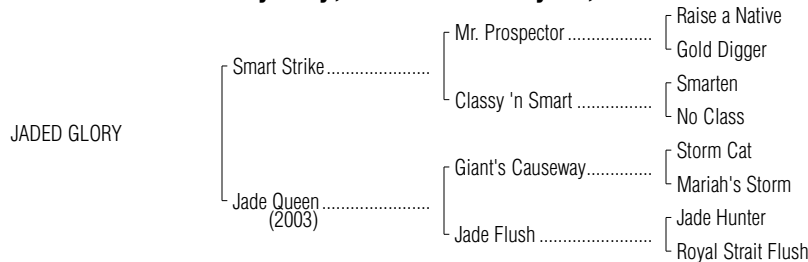 Mr. Prospector .................. Raise a Native
Gold Digger
Smart Strike......................
Classy 'n Smart ................ Smarten
No Class
JADED GLORY
Giant's Causeway.............. Storm Cat
Mariah's Storm
Jade Queen ......................
(2003)
Jade Flush ........................ Jade Hunter
Royal Strait Flush